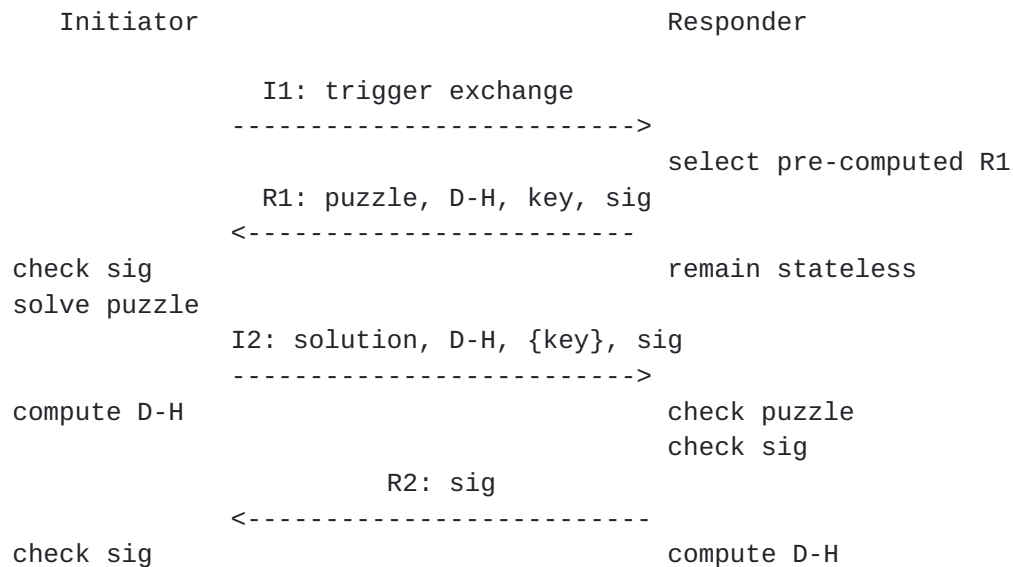 Initiator Responder
I1: trigger exchange
-------------------------->
select pre-computed R1
R1: puzzle, D-H, key, sig
<--------------------------
check sig remain stateless
solve puzzle
I2: solution, D-H, {key}, sig
-------------------------->
compute D-H check puzzle
check sig
R2: sig
<---------------------------
check sig compute D-H